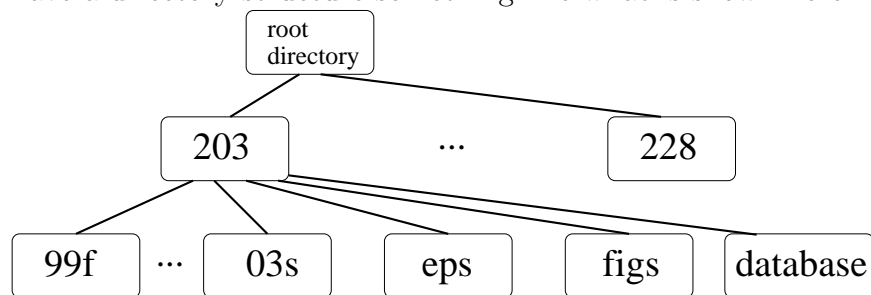 root
directory
203 ... 228
99f ... 03s eps figs database